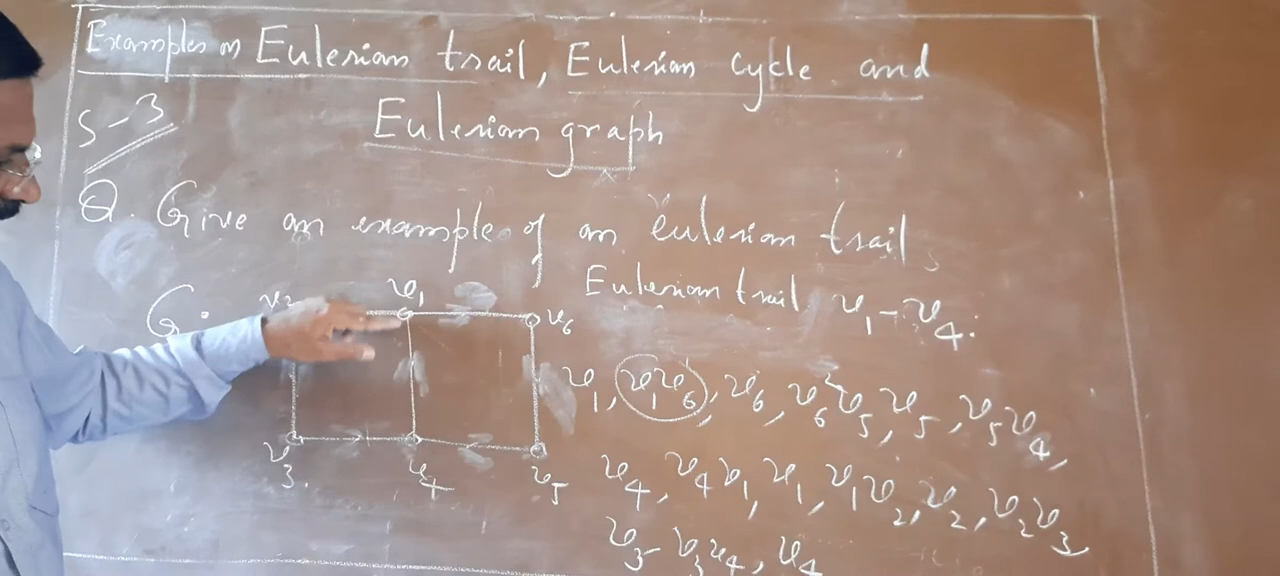 Examples on Eulerian trail, Eulerian cycle and
Eulerian graph
S-3
Q. Give an example of an eulerian trail,
Eulerian trail v₁ - v₄.
G:
v₂ v₁ v₆
v₃. v₄ v₅
v₁, v₁v₆, v₆, v₆v₅, v₅, v₅v₄,
v₄, v₄v₁, v₁, v₁v₂, v₂, v₂v₃
v₃- v₃v₄, v₄